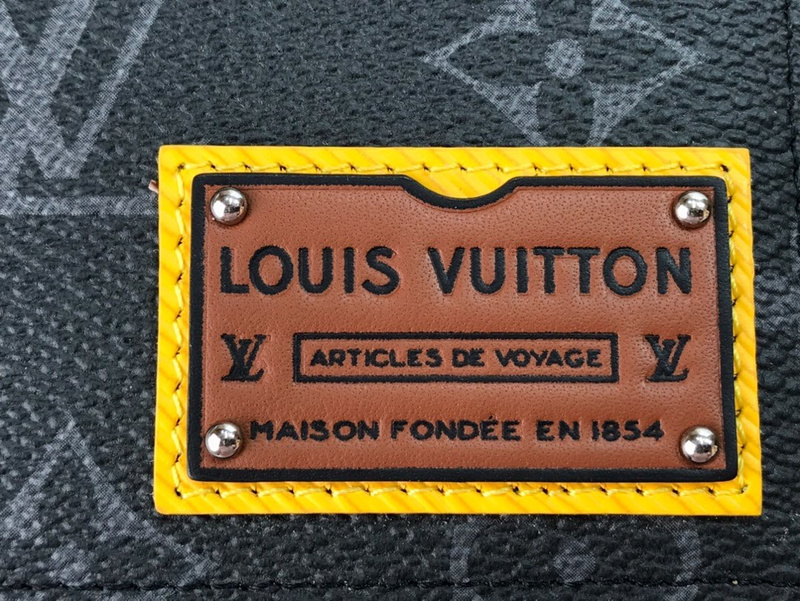 LOUIS VUITTON
LV ARTICLES DE VOYAGE LV
MAISON FONDÉE EN 1854